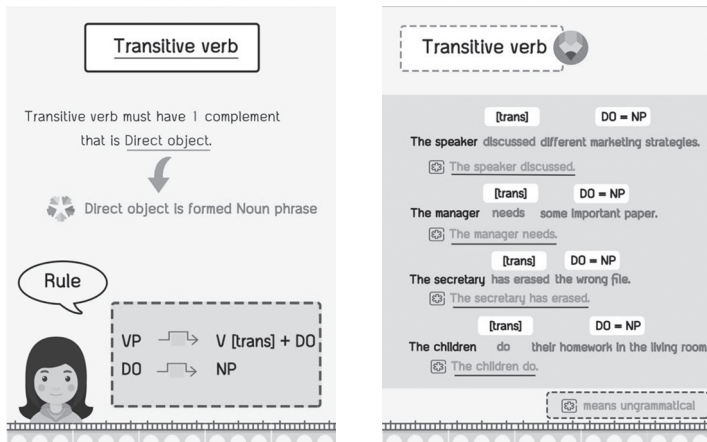 Transitive verb
Transitive verb must have 1 complement
that is Direct object.
Direct object is formed Noun phrase
Rule
VP V [trans] + DO
DO NP
Transitive verb
[trans] DO = NP
The speaker discussed different marketing strategies.
The speaker discussed.
[trans] DO = NP
The manager needs some important paper.
The manager needs.
[trans] DO = NP
The secretary has erased the wrong file.
The secretary has erased.
[trans] DO = NP
The children do their homework in the living room
The children do.
means ungrammatical